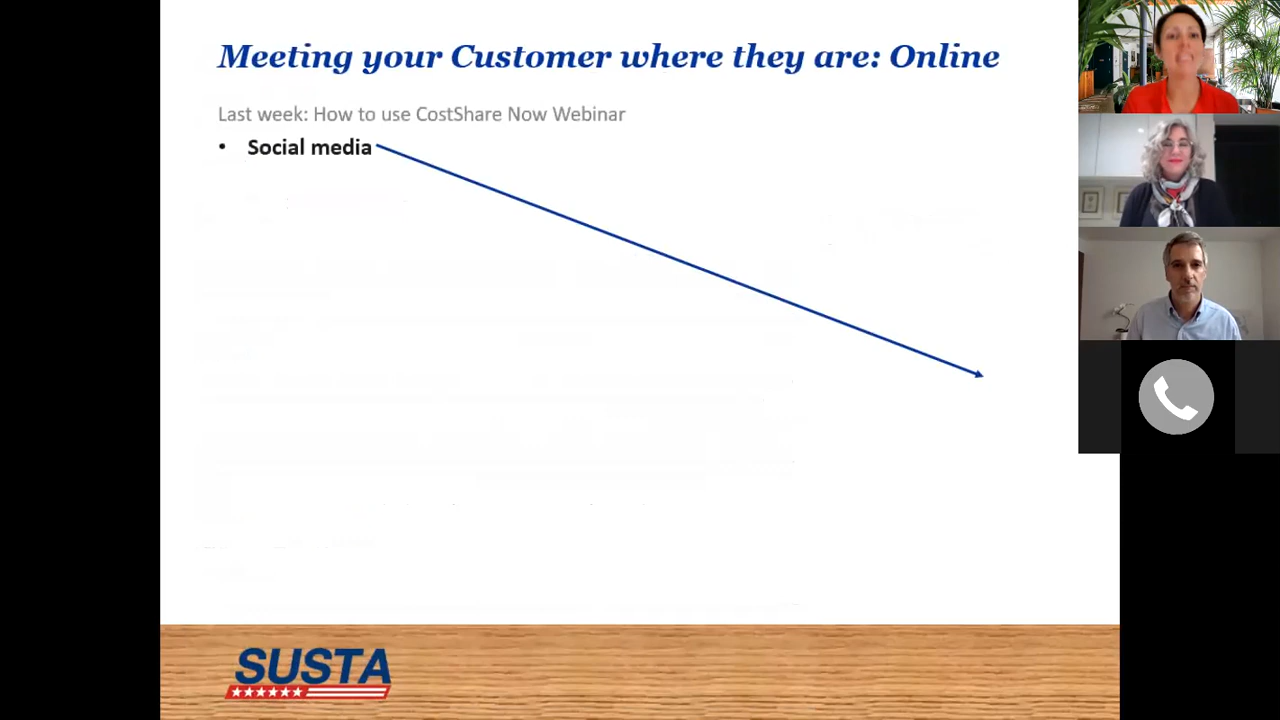 Meeting your Customer where they are: Online
Last week: How to use CostShare Now Webinar
• Social media
SUSTA